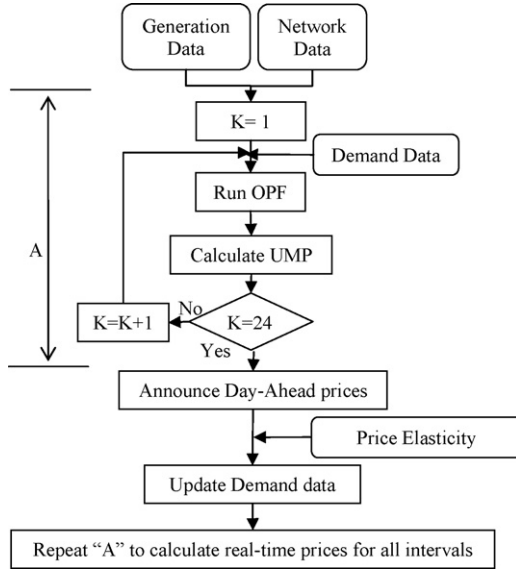 Generation
Data
Network
Data
K= 1
Demand Data
Run OPF
Calculate UMP
A
No
K=K+1
K=24
Yes
Announce Day-Ahead prices
Price Elasticity
Update Demand data
Repeat “A” to calculate real-time prices for all intervals